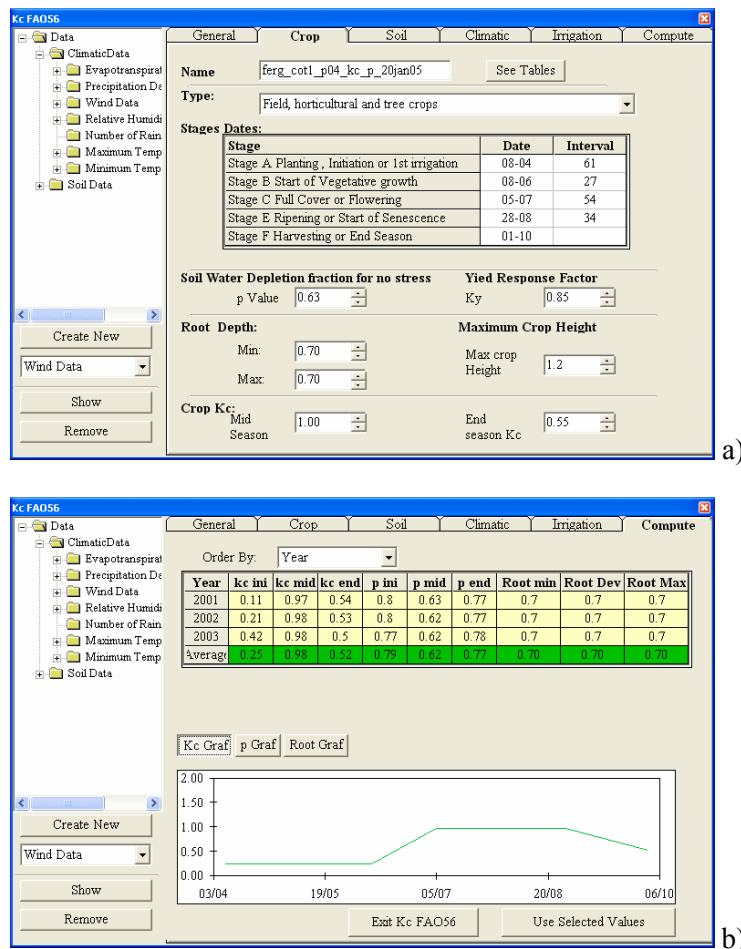 Kc FAO56
Data
ClimaticData
Evapotranspirat
Precipitation De
Wind Data
Relative Humidi
Number of Rain
Maximum Temp
Minimum Temp
Soil Data
Create New
Wind Data
Show
Remove
General Crop Soil Climatic Irrigation Compute
Name ferg_cot1_p04_kc_p_20jan05 See Tables
Type: Field, horticultural and tree crops
Stages Dates:
Stage Date Interval
Stage A Planting , Initiation or 1st irrigation 08-04 61
Stage B Start of Vegetative growth 08-06 27
Stage C Full Cover or Flowering 05-07 54
Stage E Ripening or Start of Senescence 28-08 34
Stage F Harvesting or End Season 01-10
Soil Water Depletion fraction for no stress Yied Response Factor
p Value 0.63 Ky 0.85
Root Depth: Maximum Crop Height
Min: 0.70 Max crop Height 1.2
Max: 0.70
Crop Kc:
Mid Season 1.00 End season Kc 0.55
a)
Kc FAO56
Data
ClimaticData
Evapotranspirat
Precipitation De
Wind Data
Relative Humidi
Number of Rain
Maximum Temp
Minimum Temp
Soil Data
Create New
Wind Data
Show
Remove
General Crop Soil Climatic Irrigation Compute
Order By: Year
Year kc ini kc mid kc end p ini p mid p end Root min Root Dev Root Max
2001 0.11 0.97 0.54 0.8 0.63 0.77 0.7 0.7 0.7
2002 0.21 0.98 0.53 0.8 0.62 0.77 0.7 0.7 0.7
2003 0.42 0.98 0.5 0.77 0.62 0.78 0.7 0.7 0.7
Average 0.25 0.98 0.52 0.79 0.62 0.77 0.70 0.70 0.70
Kc Graf p Graf Root Graf
2.00
1.50
1.00
0.50
0.00
03/04 19/05 05/07 20/08 06/10
Exit Kc FAO56 Use Selected Values
b)